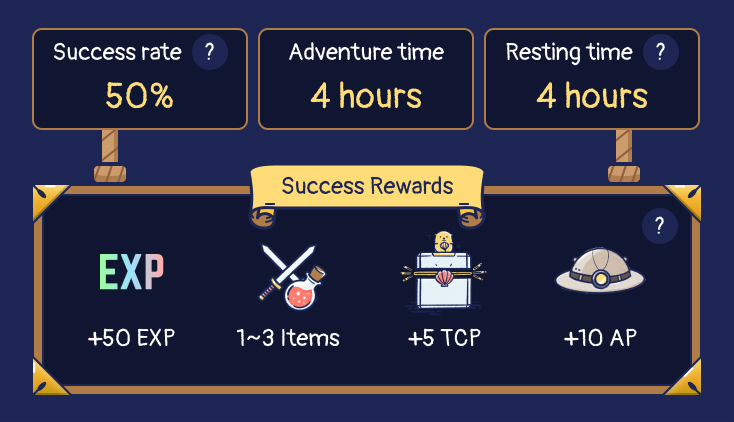 Success rate ?
50%
Adventure time
4 hours
Resting time ?
4 hours
Success Rewards
?
EXP
+50 EXP
1~3 Items
+5 TCP
+10 AP